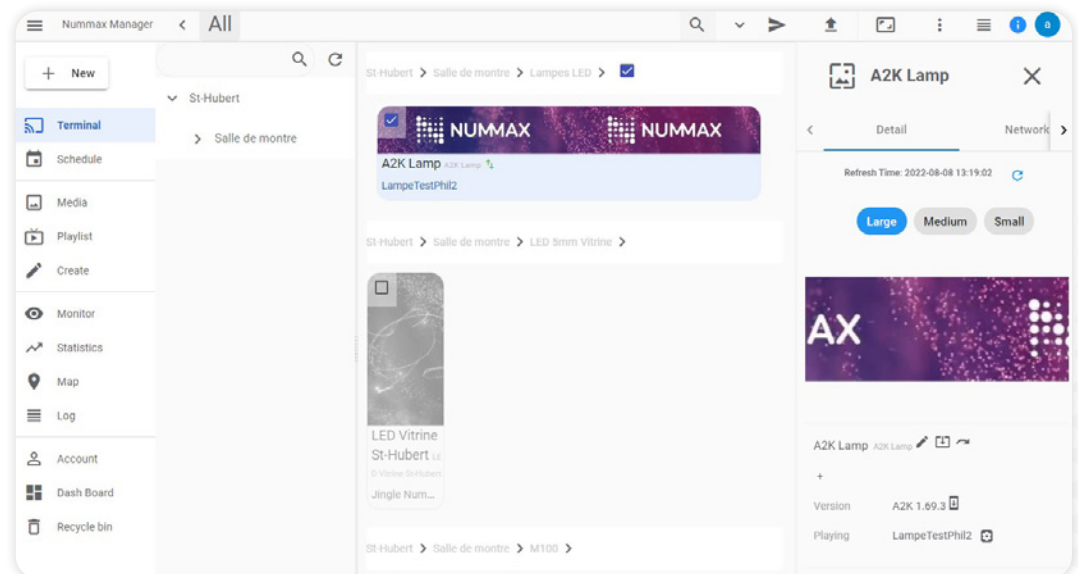 Nummax Manager
All
a
New
Terminal
Schedule
Media
Playlist
Create
Monitor
Statistics
Map
Log
Account
Dash Board
Recycle bin
St-Hubert
Salle de montre
St-Hubert > Salle de montre > Lampes LED >
NUMMAX NUMMAX
A2K Lamp A2K Lamp
LampeTestPhil2
St-Hubert > Salle de montre > LED 5mm Vitrine >
LED Vitrine
St-Hubert LE
D Vitrine St-Hubert
Jingle Num...
St-Hubert > Salle de montre > M100 >
A2K Lamp
Detail Network
Refresh Time: 2022-08-08 13:19:02
Large Medium Small
AX
A2K Lamp A2K Lamp
+
Version A2K 1.69.3
Playing LampeTestPhil2